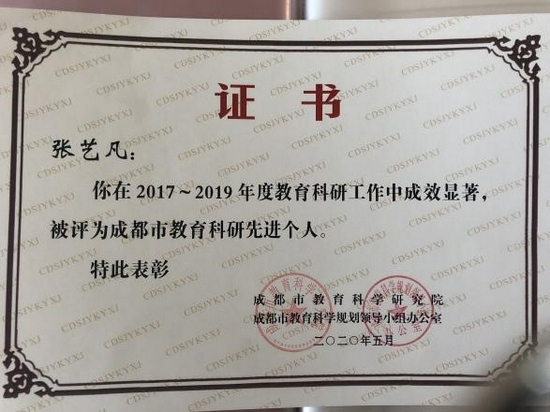 证书
张艺凡：
你在2017～2019年度教育科研工作中成效显著，
被评为成都市教育科研先进个人。
特此表彰
成都市教育科学研究院
成都市教育科学规划领导小组办公室
二〇二〇年五月
CDSJYKYXJ